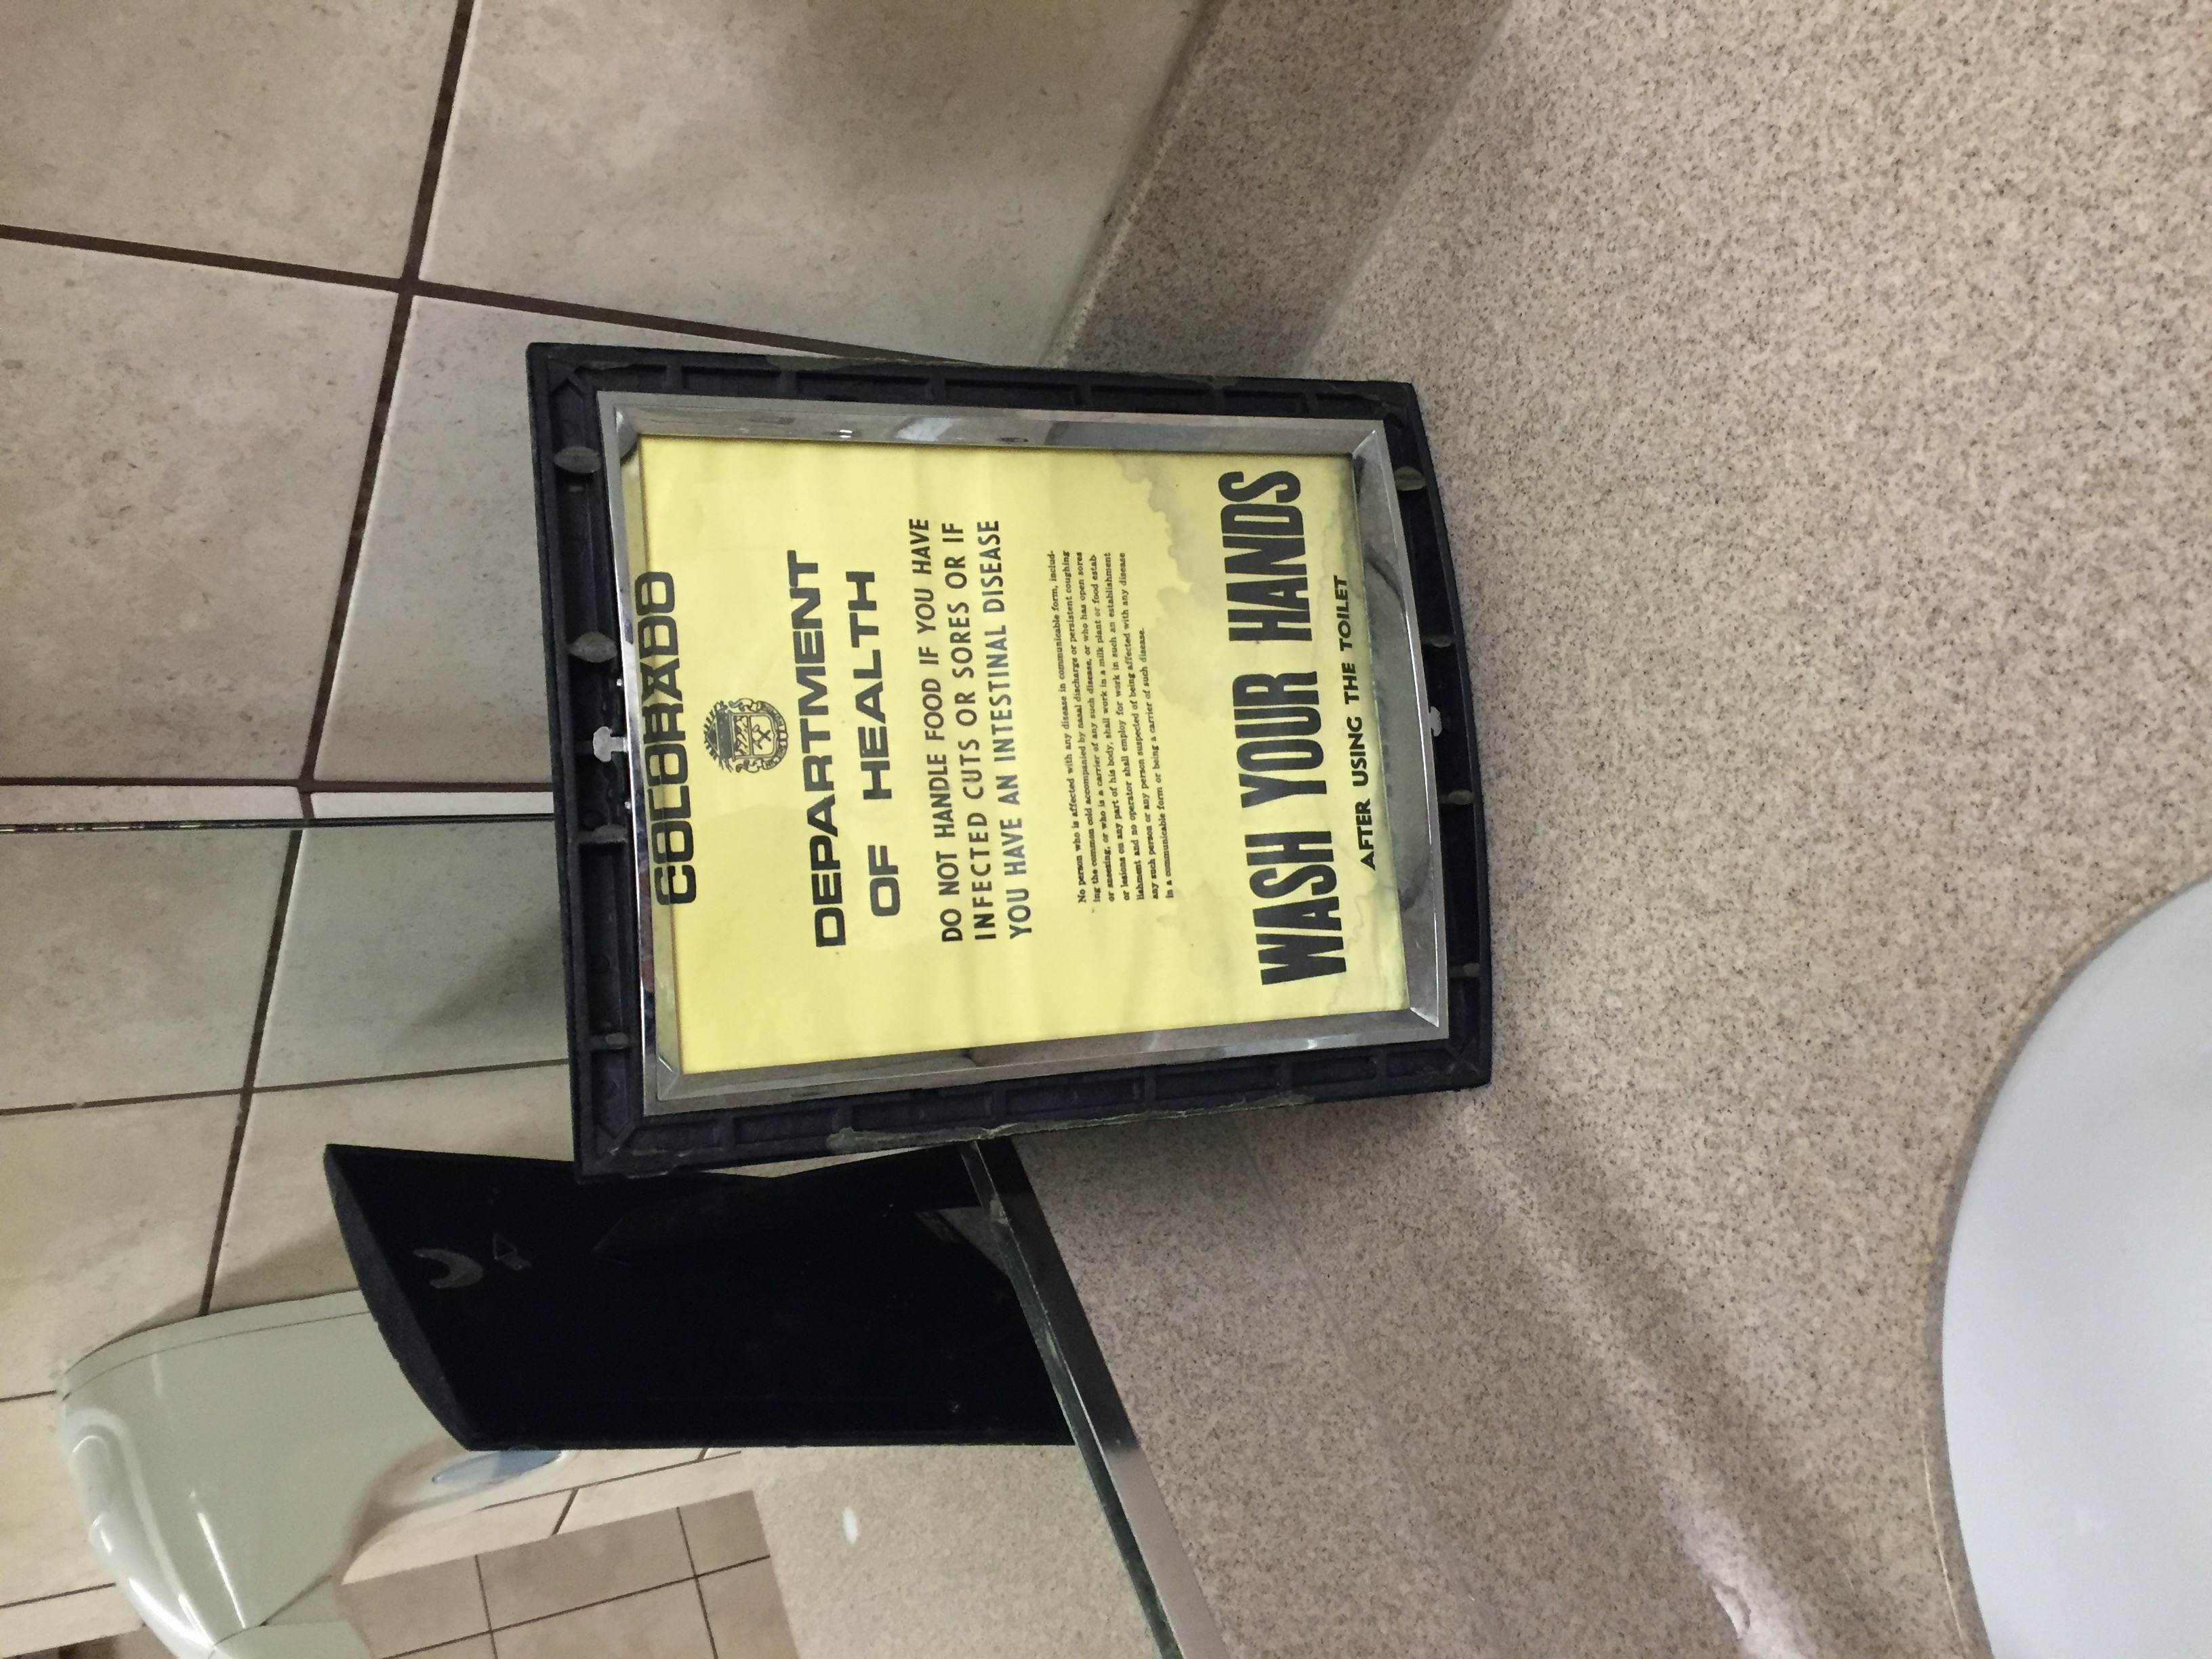 COLORADO
DEPARTMENT
OF HEALTH
DO NOT HANDLE FOOD IF YOU HAVE
INFECTED CUTS OR SORES OR IF
YOU HAVE AN INTESTINAL DISEASE
No person who is affected with any disease in communicable form, includ-
ing the common cold accompanied by nasal discharge or persistent coughing
or sneezing, or who is a carrier of any such disease, or who has open sores
or lesions on any part of his body, shall work in a milk plant or food estab
lishment and no operator shall employ for work in such an establishment
any such person or any person suspected of being affected with any disease
in a communicable form or being a carrier of such disease.
WASH YOUR HANDS
AFTER USING THE TOILET